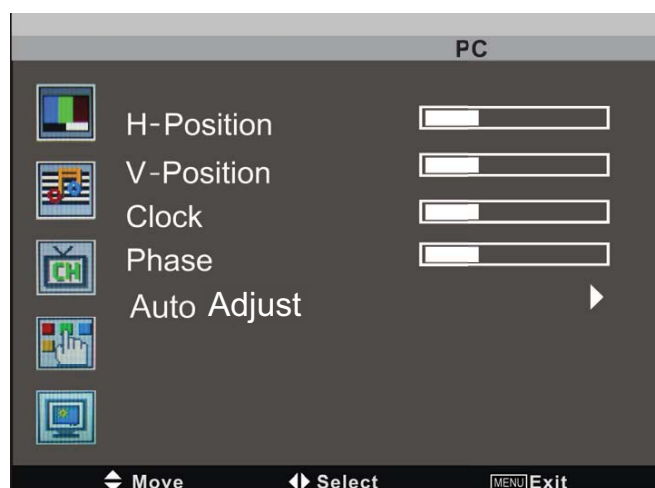 PC
H-Position
V-Position
Clock
Phase
Auto Adjust
CH
Move Select MENU Exit